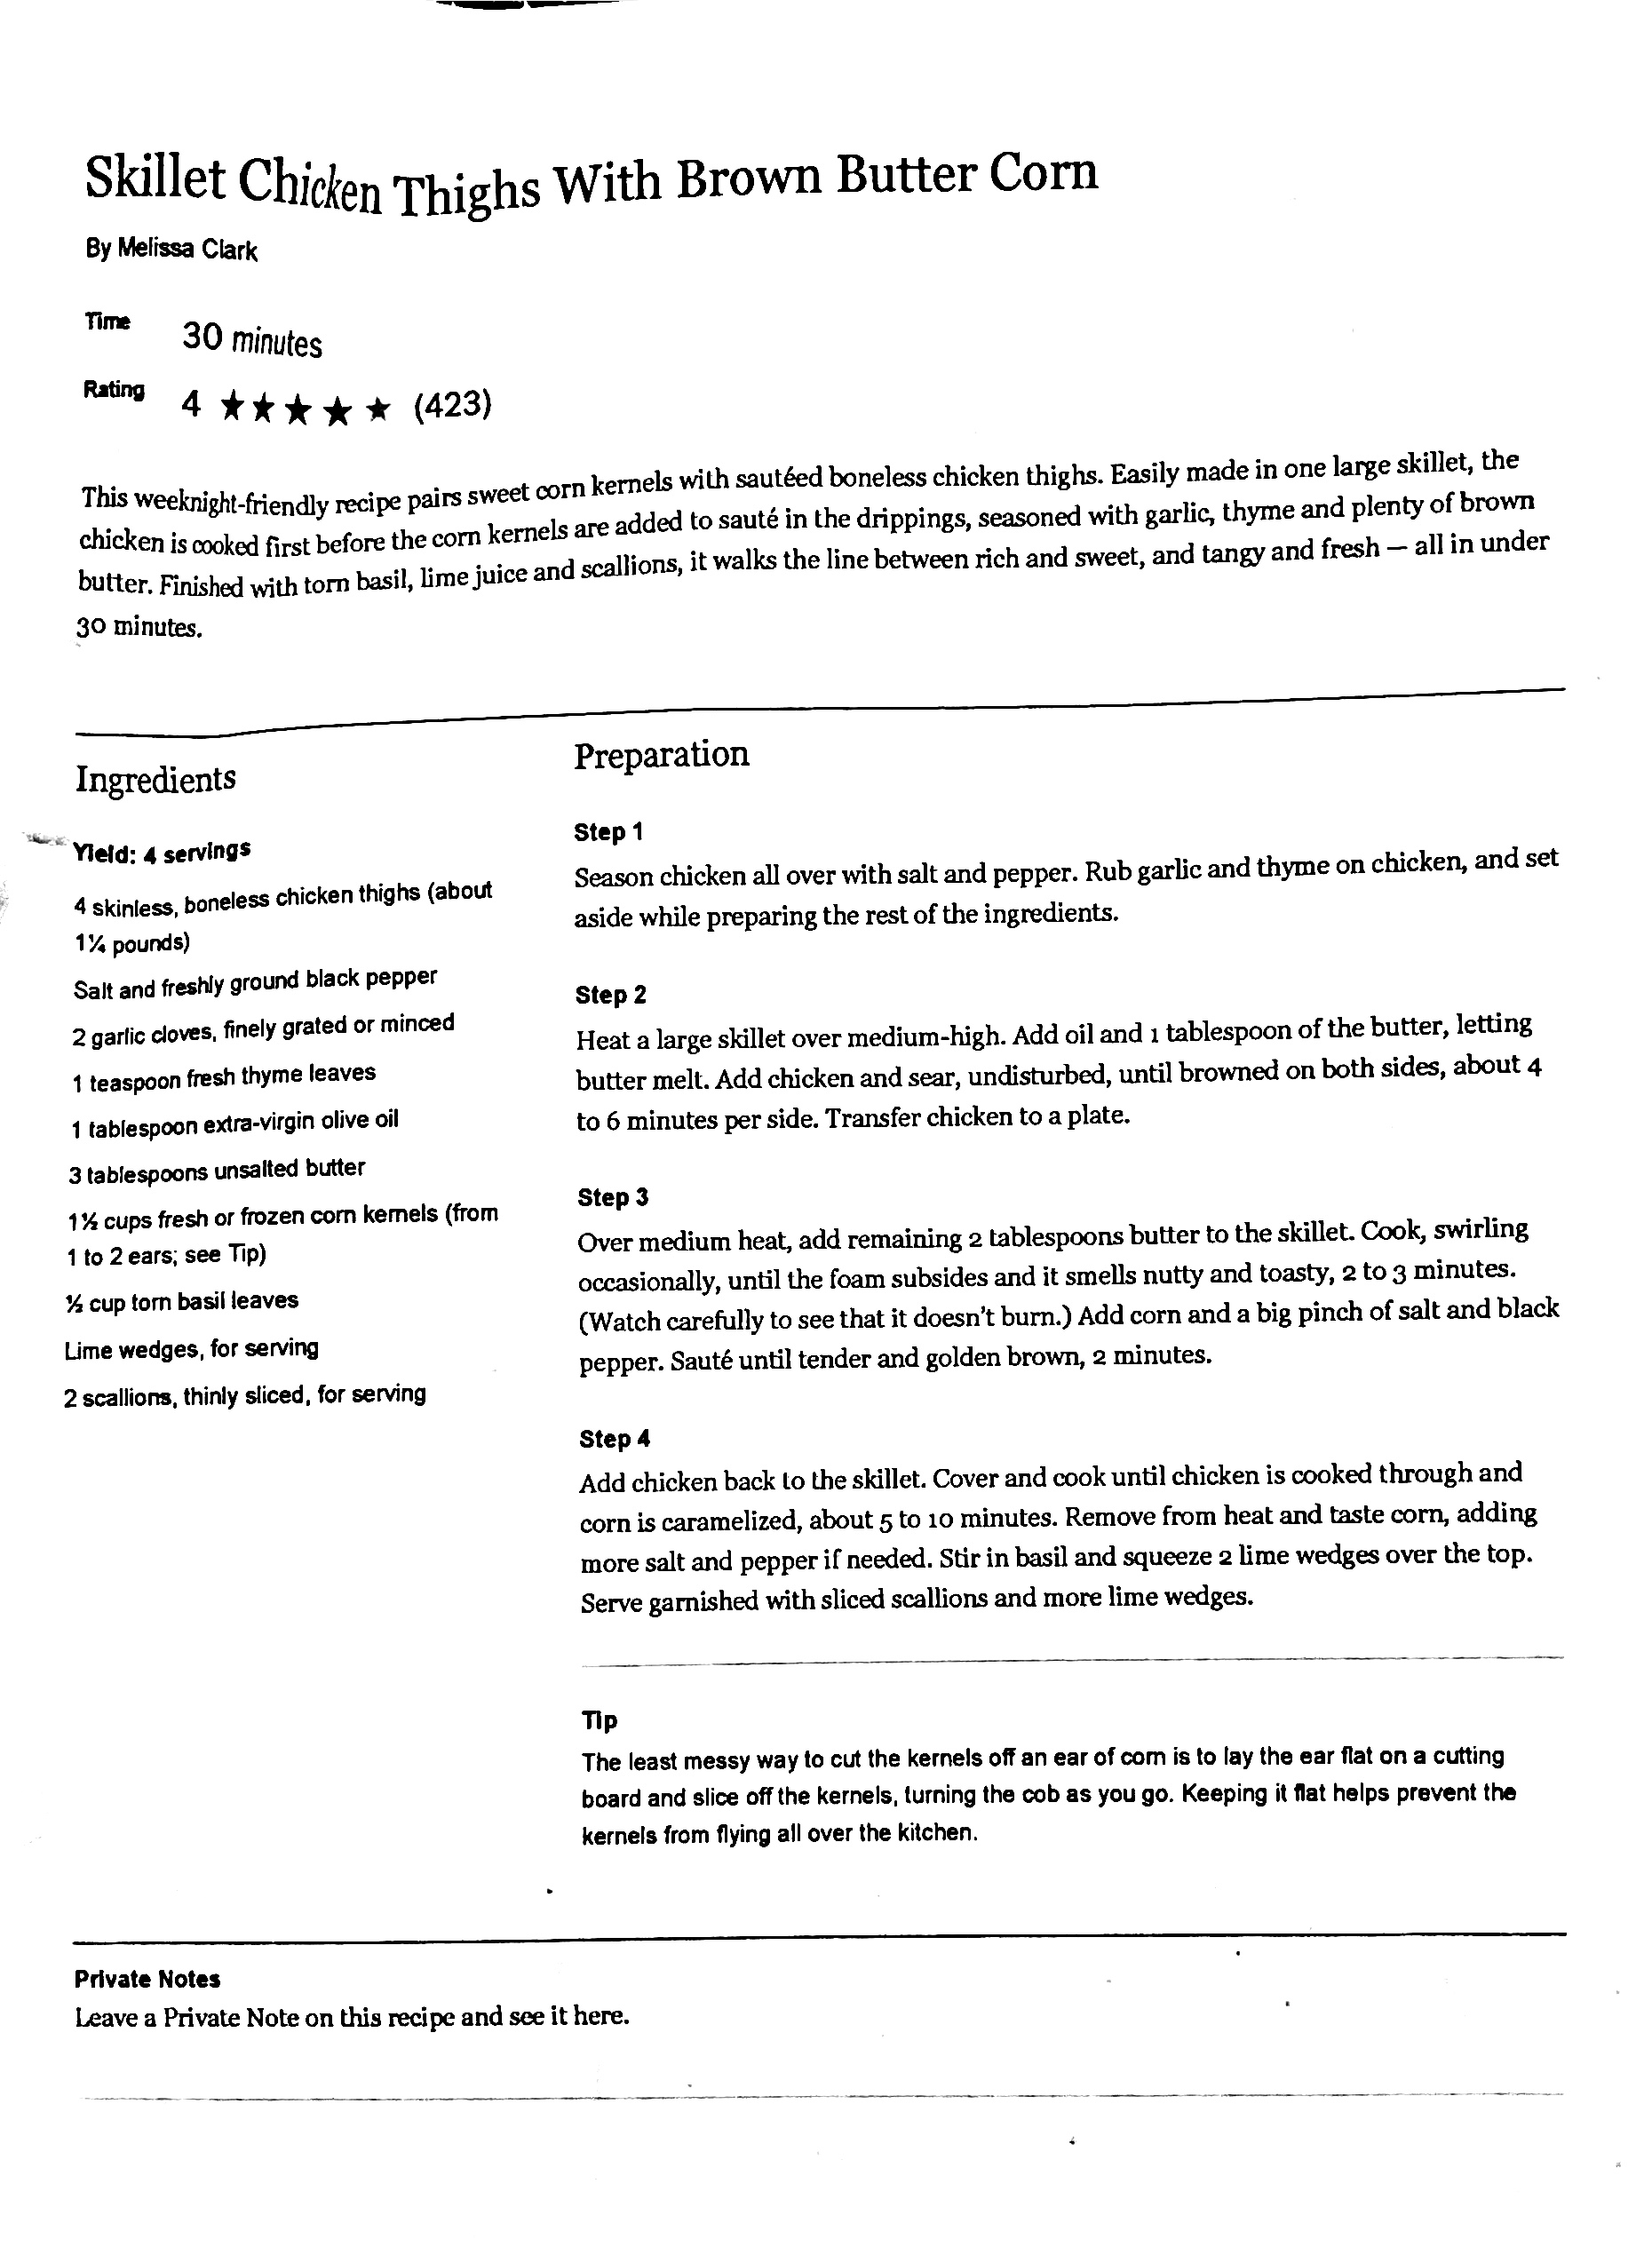 Skillet Chicken Thighs With Brown Butter Corn
By Melissa Clark
Time 30 minutes
Rating 4 ★★★★★ (423)
This weeknight-friendly recipe pairs sweet corn kernels with sautéed boneless chicken thighs. Easily made in one large skillet, the
chicken is cooked first before the corn kernels are added to sauté in the drippings, seasoned with garlic, thyme and plenty of brown
butter. Finished with torn basil, lime juice and scallions, it walks the line between rich and sweet, and tangy and fresh — all in under
30 minutes.
Ingredients
Yield: 4 servings
4 skinless, boneless chicken thighs (about
1¼ pounds)
Salt and freshly ground black pepper
2 garlic cloves, finely grated or minced
1 teaspoon fresh thyme leaves
1 tablespoon extra-virgin olive oil
3 tablespoons unsalted butter
1½ cups fresh or frozen corn kernels (from
1 to 2 ears; see Tip)
½ cup torn basil leaves
Lime wedges, for serving
2 scallions, thinly sliced, for serving
Preparation
Step 1
Season chicken all over with salt and pepper. Rub garlic and thyme on chicken, and set
aside while preparing the rest of the ingredients.
Step 2
Heat a large skillet over medium-high. Add oil and 1 tablespoon of the butter, letting
butter melt. Add chicken and sear, undisturbed, until browned on both sides, about 4
to 6 minutes per side. Transfer chicken to a plate.
Step 3
Over medium heat, add remaining 2 tablespoons butter to the skillet. Cook, swirling
occasionally, until the foam subsides and it smells nutty and toasty, 2 to 3 minutes.
(Watch carefully to see that it doesn't burn.) Add corn and a big pinch of salt and black
pepper. Sauté until tender and golden brown, 2 minutes.
Step 4
Add chicken back to the skillet. Cover and cook until chicken is cooked through and
corn is caramelized, about 5 to 10 minutes. Remove from heat and taste corn, adding
more salt and pepper if needed. Stir in basil and squeeze 2 lime wedges over the top.
Serve garnished with sliced scallions and more lime wedges.
Tip
The least messy way to cut the kernels off an ear of corn is to lay the ear flat on a cutting
board and slice off the kernels, turning the cob as you go. Keeping it flat helps prevent the
kernels from flying all over the kitchen.
Private Notes
Leave a Private Note on this recipe and see it here.